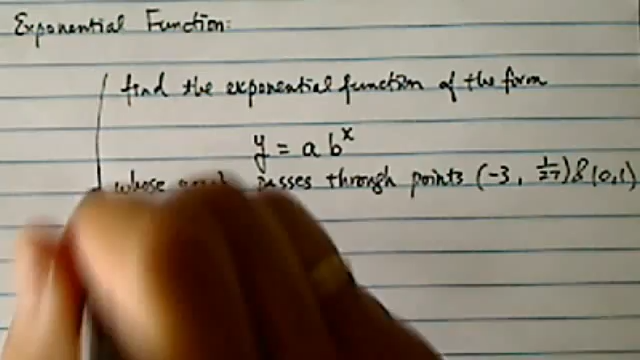 Exponential Function:
find the exponential function of the form
y = a b^x
whose passes through points (-3, 1/27) & (0,1)